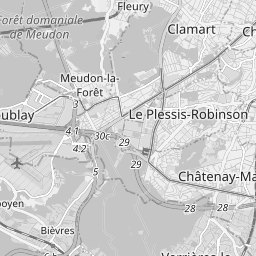 Fleury
Forêt domaniale
de Meudon
Clamart
Meudon-la-
Forêt
3
Le Plessis-Robinson
4.1
30c
29
4.2
29
5
Châtenay-Ma
28
28
Bièvres